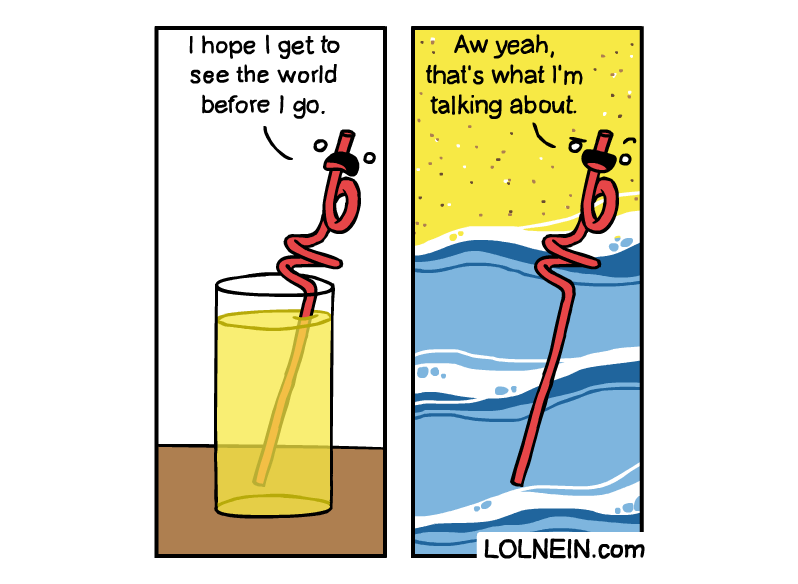 I hope I get to
see the world
before I go.
Aw yeah,
that's what I'm
talking about.
LOLNEIN.com